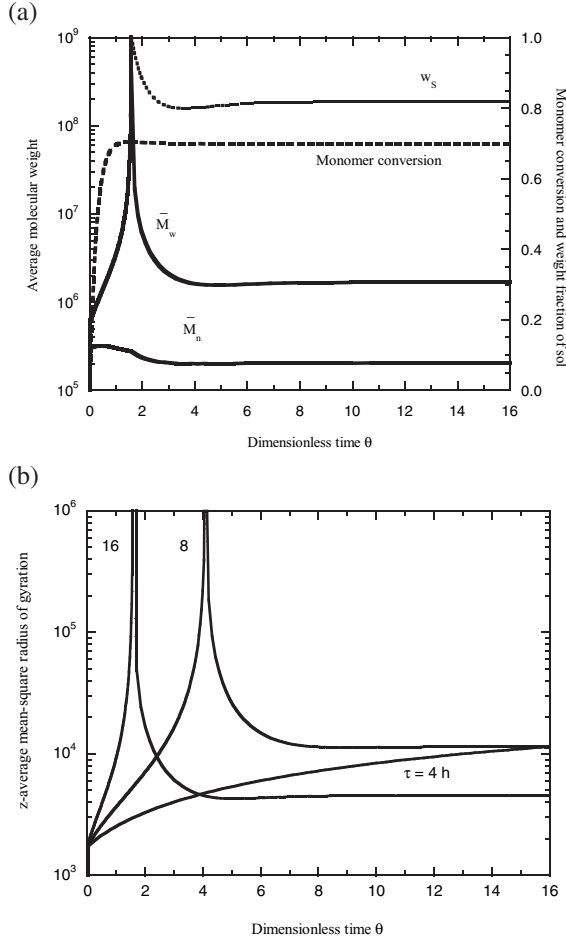 (a)
10⁹
10⁸
10⁷
10⁶
10⁵
Average molecular weight
w_S
Monomer conversion
M̄_w
M̄_n
1.0
0.8
0.6
0.4
0.2
0.0
Monomer conversion and weight fraction of sol
0 2 4 6 8 10 12 14 16
Dimensionless time θ
(b)
10⁶
10⁵
10⁴
10³
z-average mean-square radius of gyration
16 8
τ = 4 h
0 2 4 6 8 10 12 14 16
Dimensionless time θ